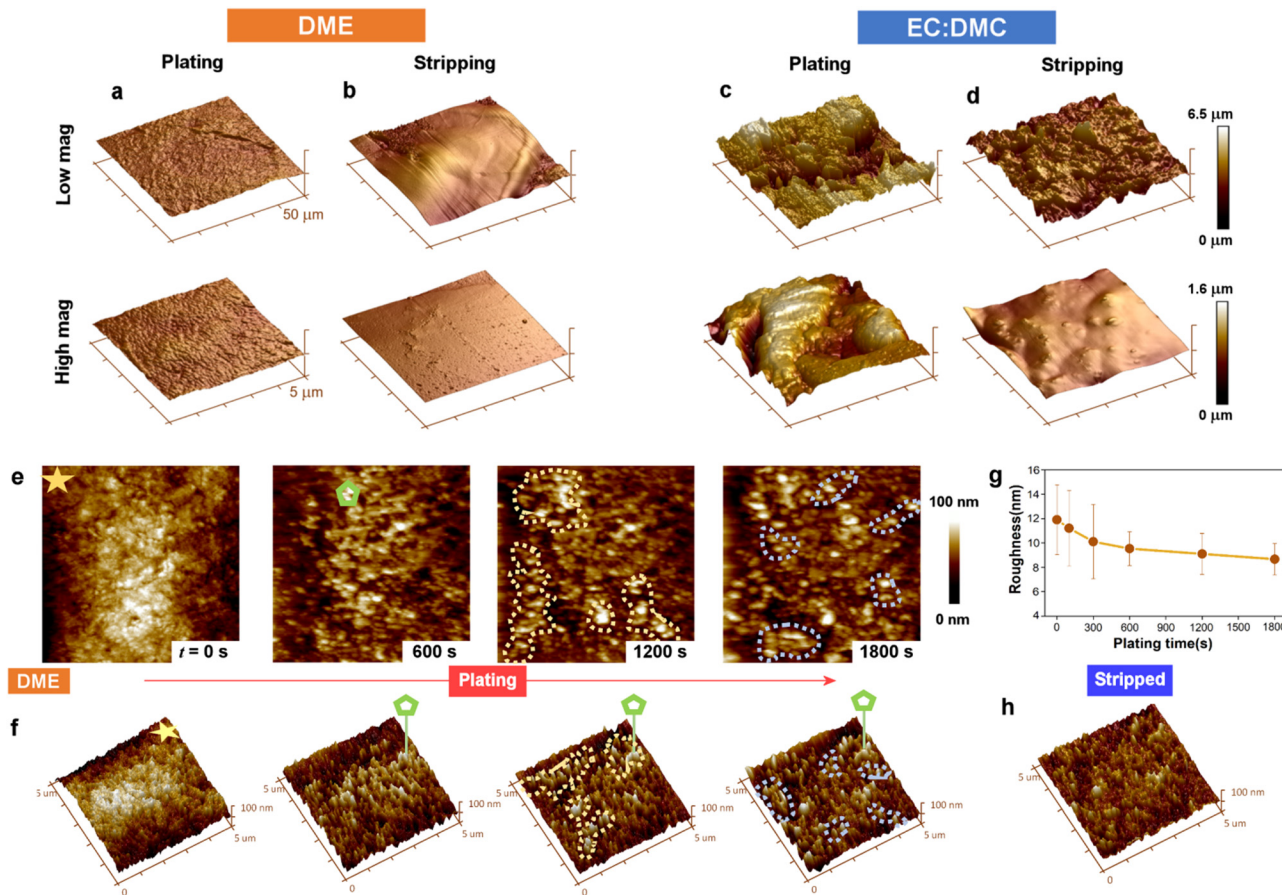 DME
EC:DMC
Plating
Stripping
Plating
Stripping
a
b
c
d
Low mag
50 μm
6.5 μm
0 μm
High mag
5 μm
1.6 μm
0 μm
e
t = 0 s
600 s
1200 s
1800 s
100 nm
0 nm
g
Roughness(nm)
16
14
12
10
8
6
4
0 300 600 900 1200 1500 1800
Plating time(s)
DME
Plating
Stripped
f
h
5 um
0
100 nm
5 um
5 um
0
100 nm
5 um
5 um
0
100 nm
5 um
5 um
0
100 nm
5 um
5 um
0
100 nm
5 um